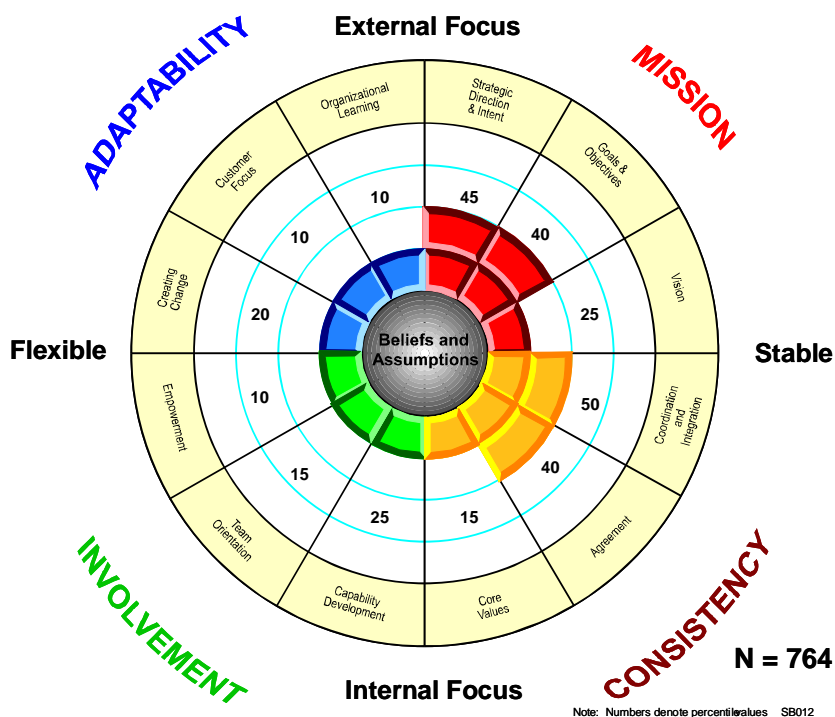 External Focus
ADAPTABILITY
MISSION
Organizational
Learning
Strategic
Direction
& Intent
Customer
Focus
Goals &
Objectives
10
45
10
40
Creating
Change
Vision
20
25
Flexible
Beliefs and
Assumptions
Stable
Empowerment
10
50
Coordination
and
Integration
15
40
25
15
Team
Orientation
Agreement
Capability
Development
Core
Values
INVOLVEMENT
CONSISTENCY
N = 764
Internal Focus
Note: Numbers denote percentilevalues SB012